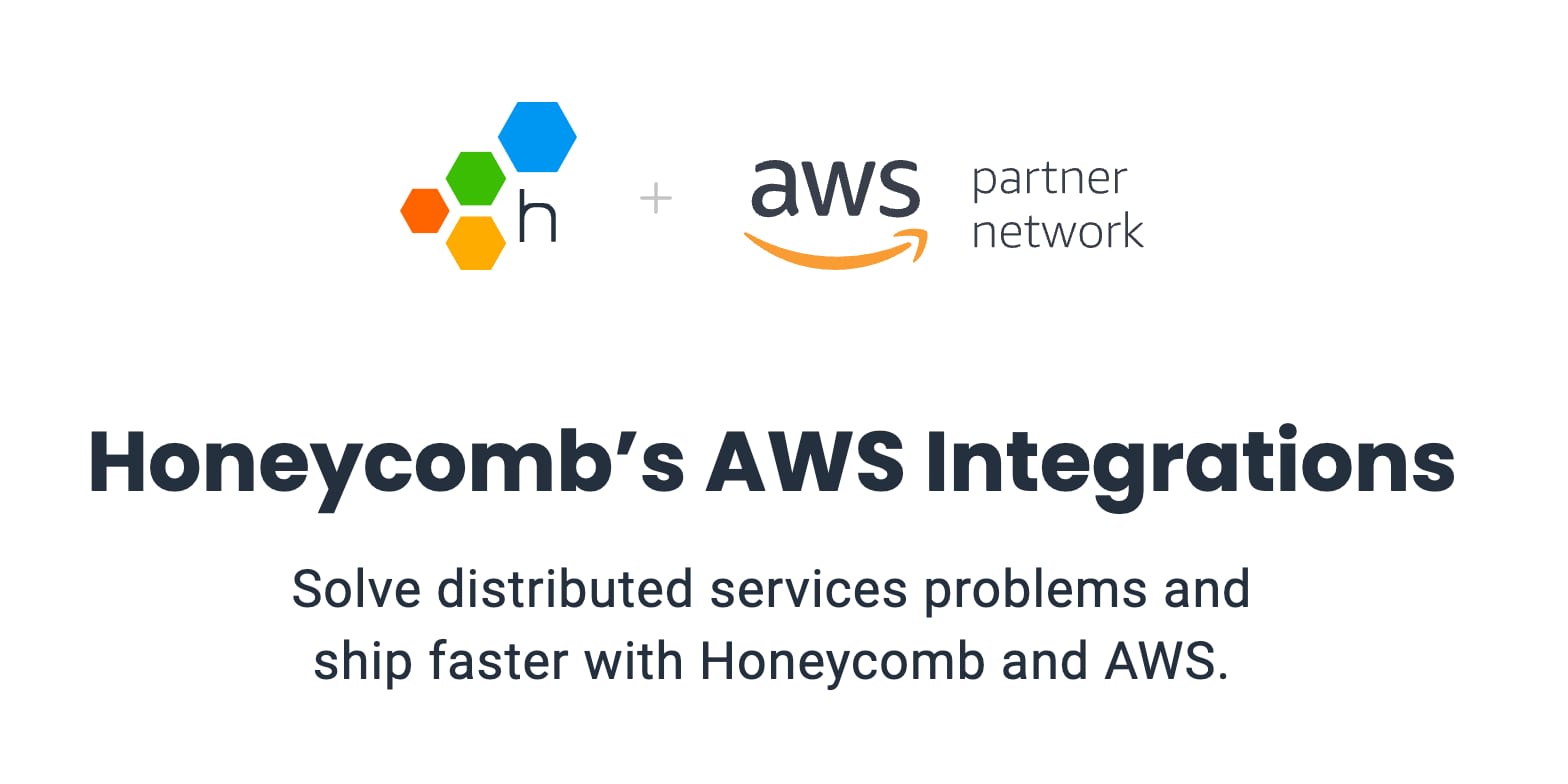 h + aws partner
network
Honeycomb’s AWS Integrations
Solve distributed services problems and
ship faster with Honeycomb and AWS.